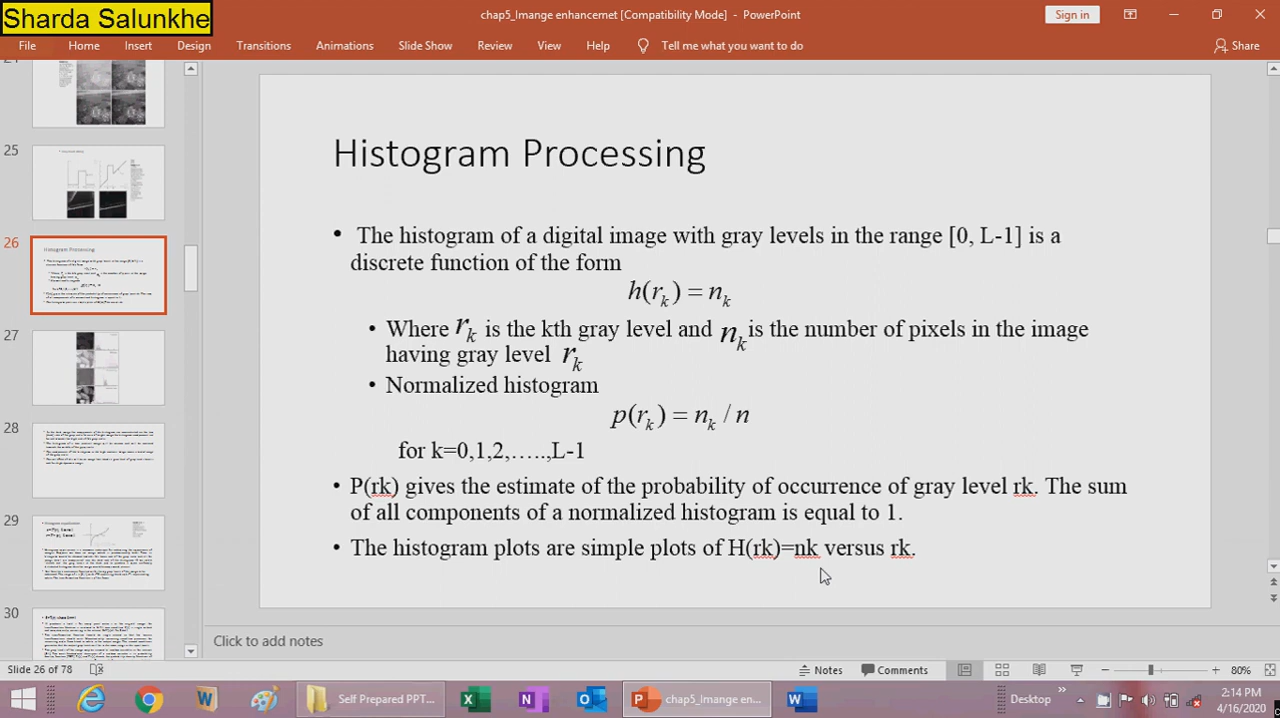 Sharda Salunkhe
chap5_Imange enhancemet [Compatibility Mode] - PowerPoint
Sign in
File Home Insert Design Transitions Animations Slide Show Review View Help Tell me what you want to do Share
25
26
27
28
29
30
Histogram Processing
• The histogram of a digital image with gray levels in the range [0, L-1] is a
discrete function of the form
h(r_k) = n_k
• Where r_k is the kth gray level and n_k is the number of pixels in the image
having gray level r_k
• Normalized histogram
p(r_k) = n_k / n
for k=0,1,2,…..,L-1
• P(rk) gives the estimate of the probability of occurrence of gray level rk. The sum
of all components of a normalized histogram is equal to 1.
• The histogram plots are simple plots of H(rk)=nk versus rk.
Click to add notes
Slide 26 of 78 Notes Comments 80%
Self Prepared PPT... chap5_Imange en... Desktop 2:14 PM
4/16/2020